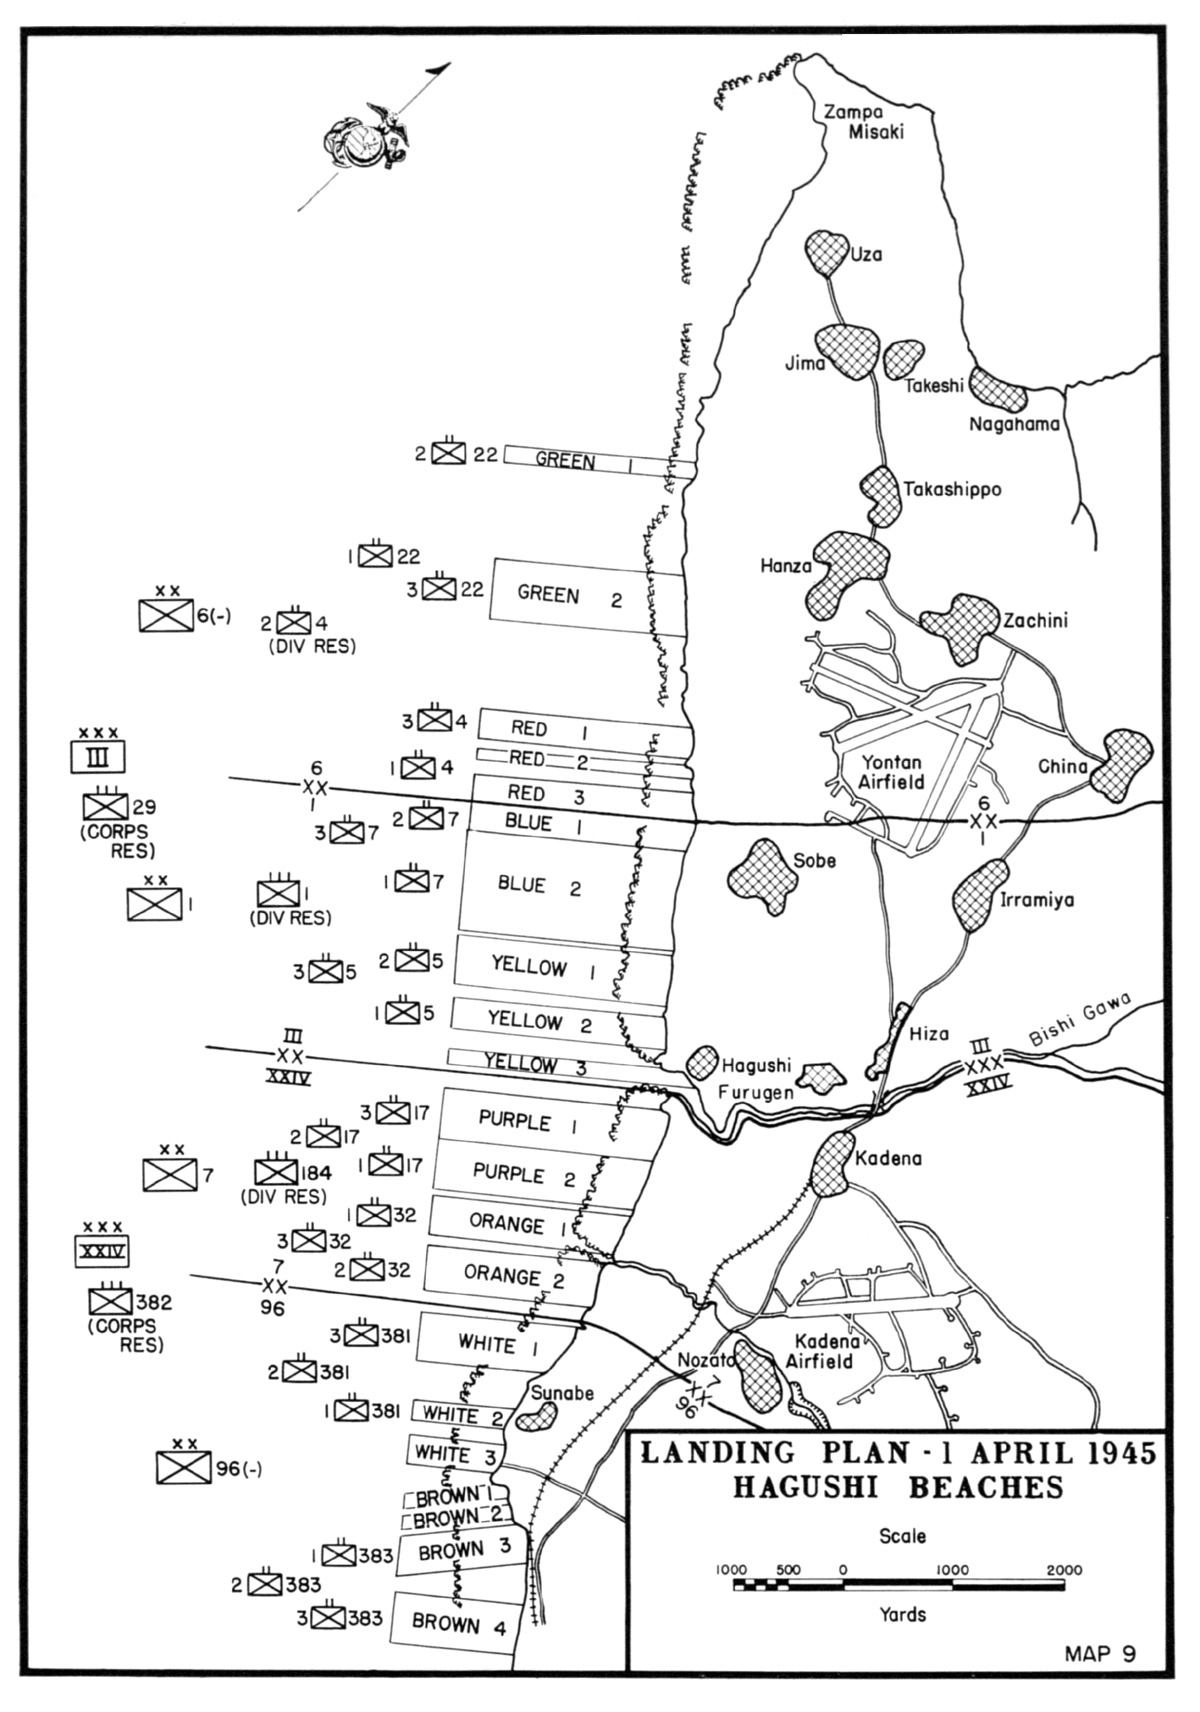 Zampa
Misaki
Uza
Jima
Takeshi
Nagahama
2 22 GREEN 1
Takashippo
1 22
Hanza
3 22 GREEN 2
XX
6(-)
2 4
(DIV RES)
Zachini
3 4 RED 1
XXX
III
1 4 RED 2
Yontan
Airfield
China
6
XX
1
RED 3
29
(CORPS
RES)
3 7
2 7 BLUE 1
6
XX
1
Sobe
XX
1
1
(DIV RES)
1 7 BLUE 2
Irramiya
3 5
2 5 YELLOW 1
1 5 YELLOW 2
Hiza
Bishi Gawa
III
XX
XXIV
YELLOW 3
Hagushi
Furugen
III
XXX
XXIV
3 17 PURPLE 1
2 17
XX
7
184
(DIV RES)
1 17 PURPLE 2
Kadena
1 32 ORANGE 1
XXX
XXIV
3 32
2 32 ORANGE 2
7
XX
96
382
(CORPS
RES)
3 381 WHITE 1
Kadena
Airfield
Nozato
7
XX
96
2 381
Sunabe
1 381 WHITE 2
WHITE 3
XX
96(-)
BROWN 1
BROWN 2
1 383 BROWN 3
2 383
3 383 BROWN 4
LANDING PLAN - 1 APRIL 1945
HAGUSHI BEACHES
Scale
1000 500 0 1000 2000
Yards
MAP 9